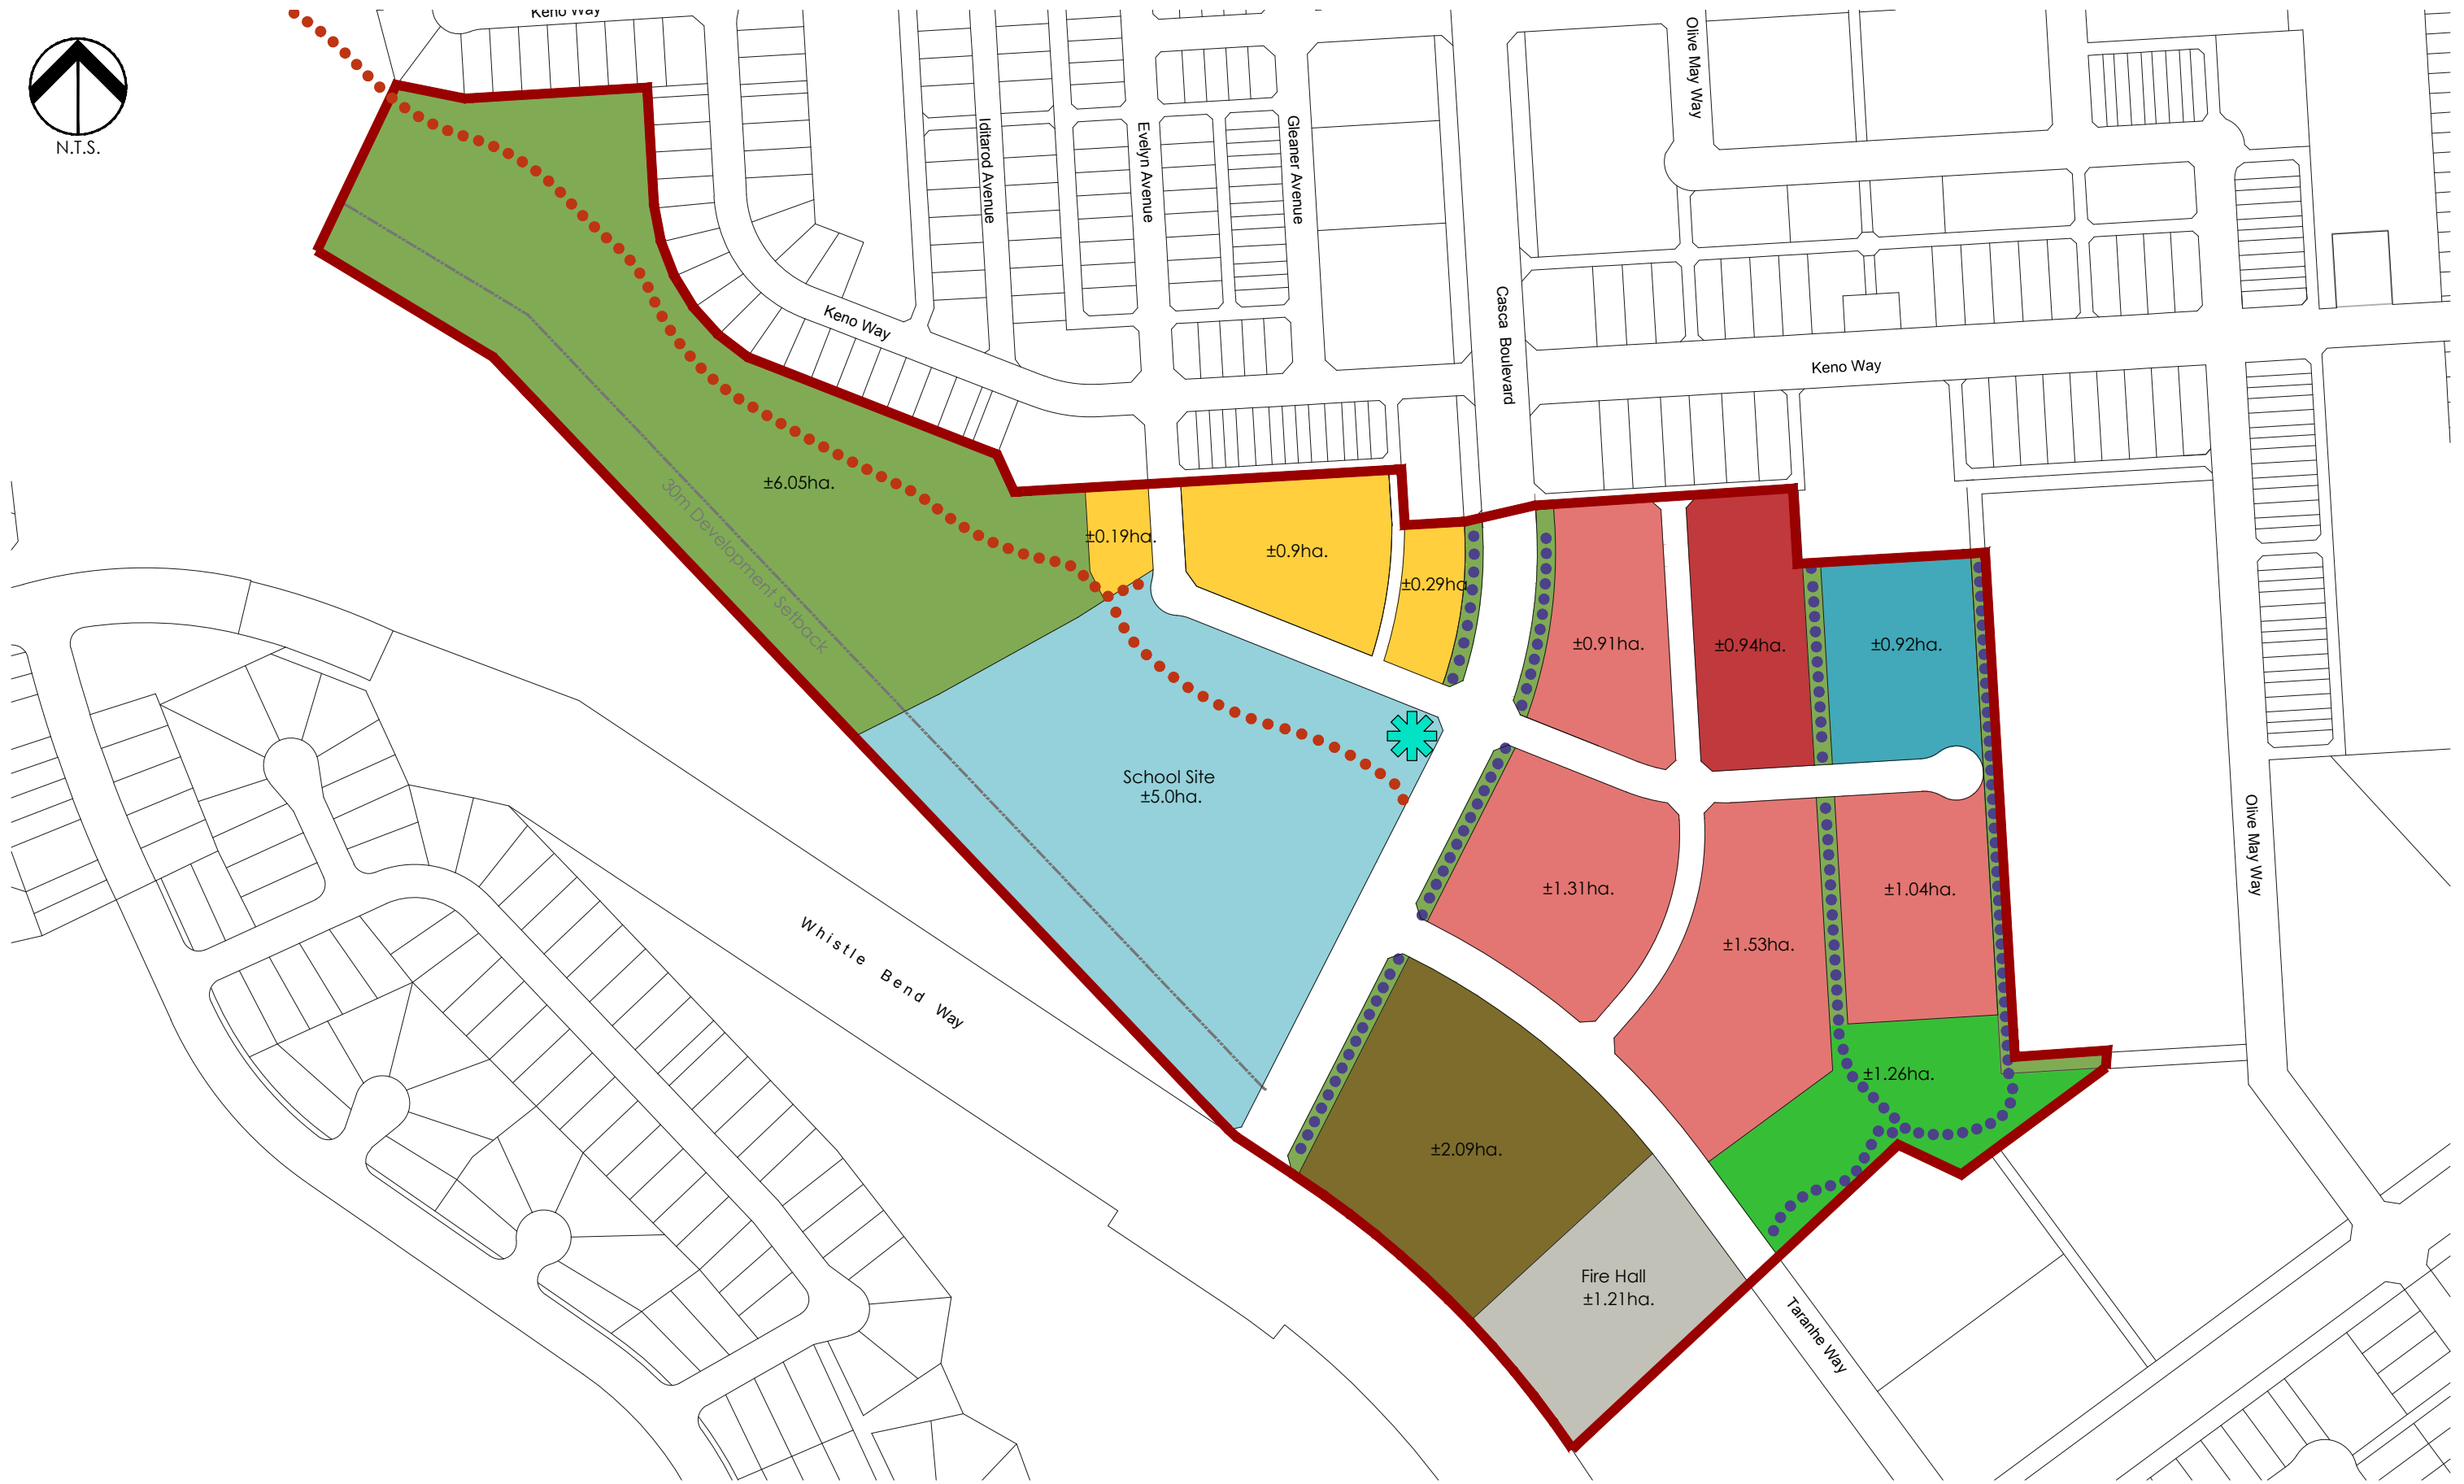 Keno Way
N.T.S.
Iditarod Avenue
Evelyn Avenue
Gleaner Avenue
Olive May Way
Casca Boulevard
Keno Way
Keno Way
±6.05ha.
30m Development Setback
±0.19ha.
±0.9ha.
±0.29ha
±0.91ha.
±0.94ha.
±0.92ha.
School Site
±5.0ha.
±1.31ha.
±1.53ha.
±1.04ha.
Olive May Way
Whistle Bend Way
±1.26ha.
±2.09ha.
Fire Hall
±1.21ha.
Taranhe Way